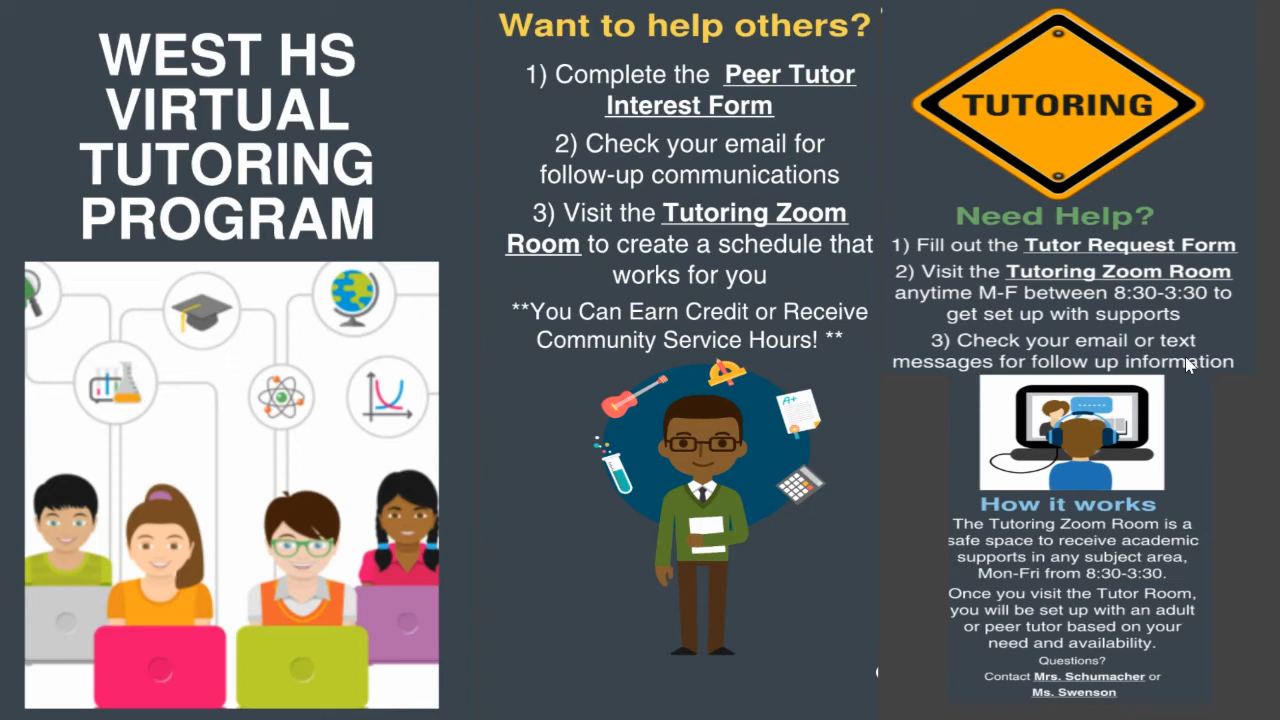 WEST HS
VIRTUAL
TUTORING
PROGRAM
Want to help others?
1) Complete the Peer Tutor
Interest Form
2) Check your email for
follow-up communications
3) Visit the Tutoring Zoom
Room to create a schedule that
works for you
**You Can Earn Credit or Receive
Community Service Hours! **
A+
TUTORING
Need Help?
1) Fill out the Tutor Request Form
2) Visit the Tutoring Zoom Room
anytime M-F between 8:30-3:30 to
get set up with supports
3) Check your email or text
messages for follow up information
How it works
The Tutoring Zoom Room is a
safe space to receive academic
supports in any subject area,
Mon-Fri from 8:30-3:30.
Once you visit the Tutor Room,
you will be set up with an adult
or peer tutor based on your
need and availability.
Questions?
Contact Mrs. Schumacher or
Ms. Swenson